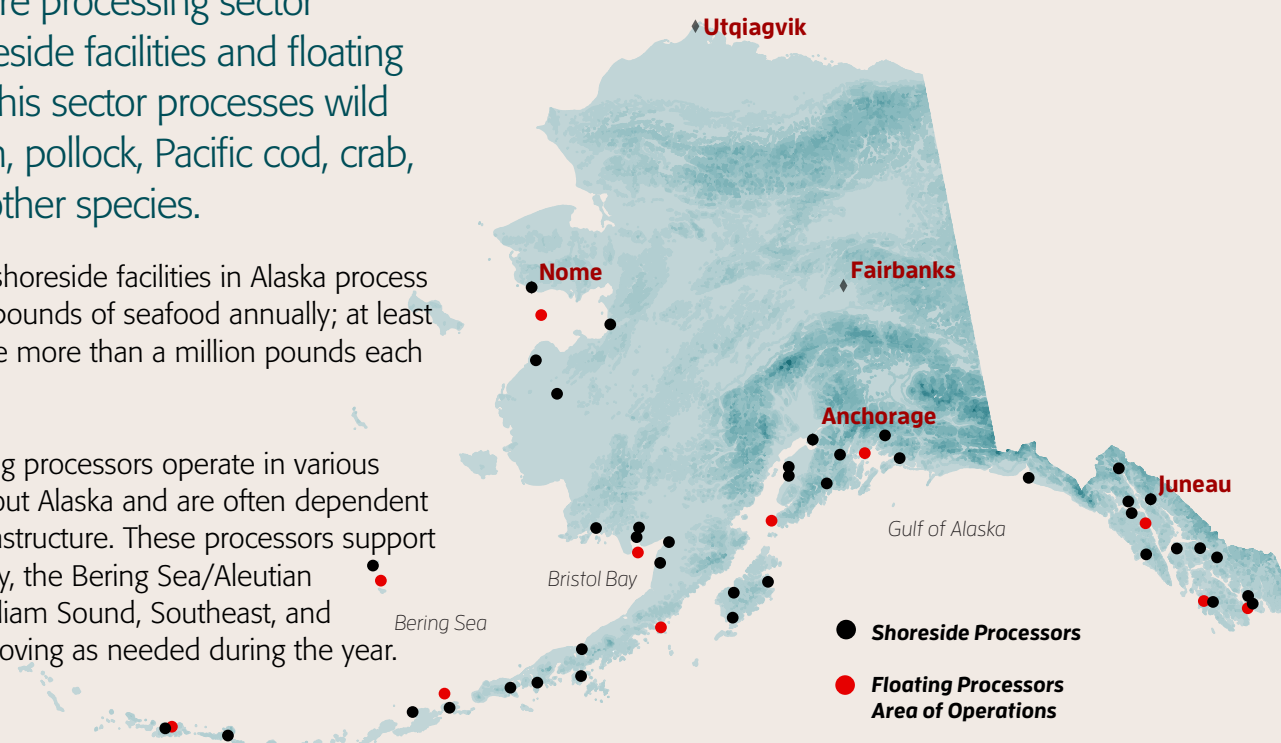 re processing sector
eside facilities and floating
his sector processes wild
, pollock, Pacific cod, crab,
other species.
shoreside facilities in Alaska process
pounds of seafood annually; at least
e more than a million pounds each
g processors operate in various
out Alaska and are often dependent
astructure. These processors support
y, the Bering Sea/Aleutian
liam Sound, Southeast, and
oving as needed during the year.
Utqiagvik
Nome
Fairbanks
Anchorage
Juneau
Gulf of Alaska
Bristol Bay
Bering Sea
Shoreside Processors
Floating Processors
Area of Operations